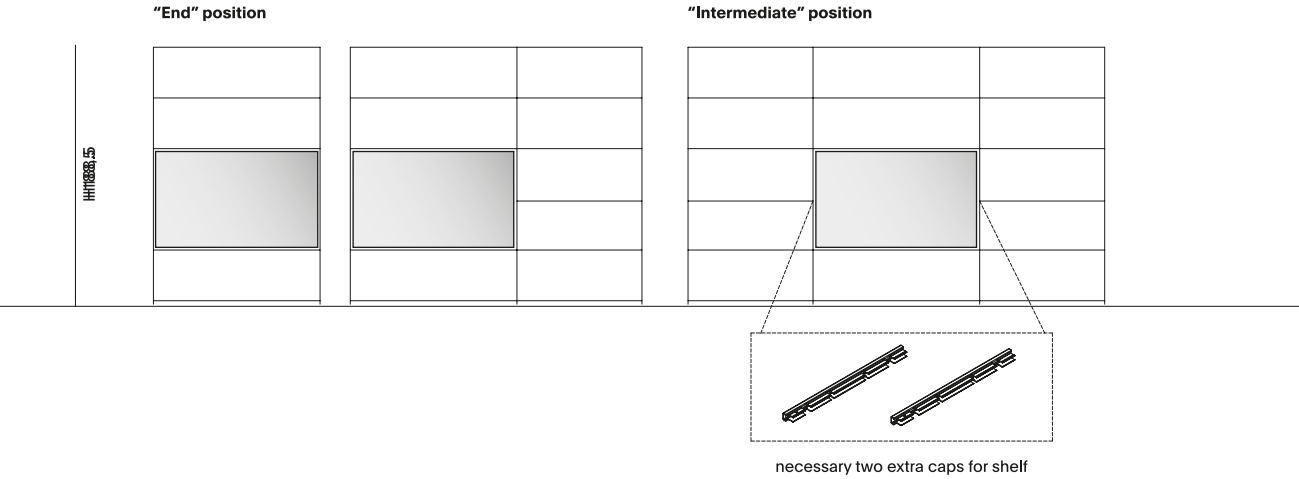 “End” position
“Intermediate” position
necessary two extra caps for shelf